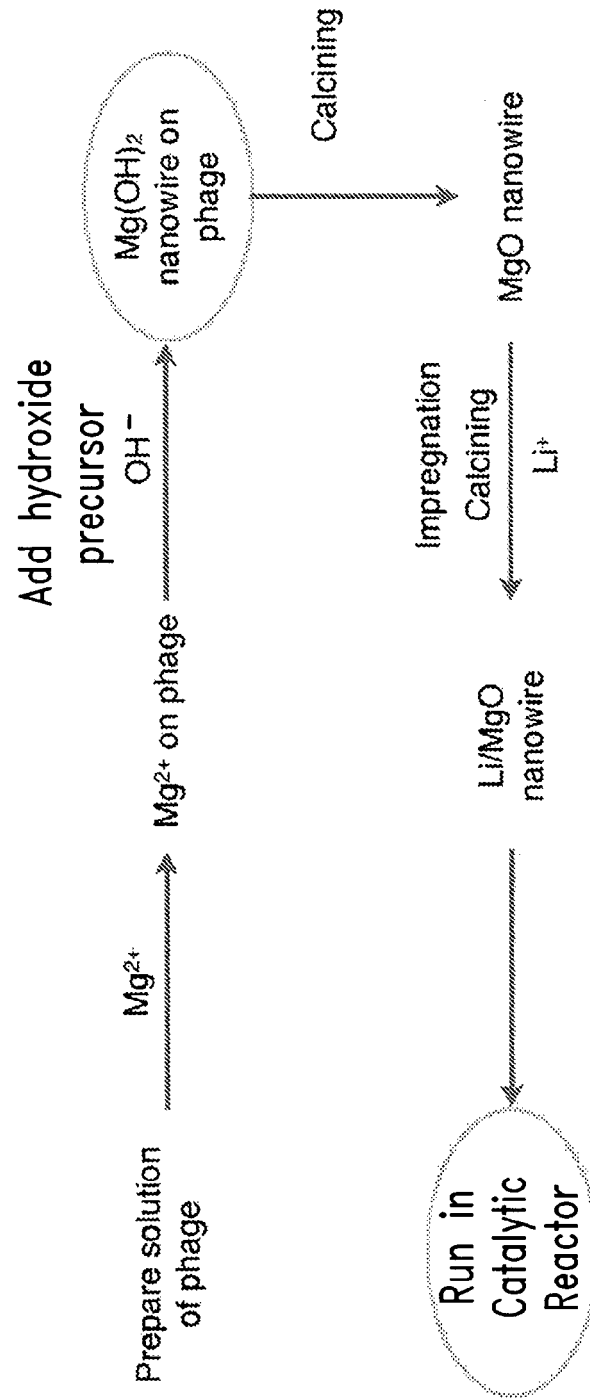 Prepare solution
of phage
Mg²⁺
Mg²⁺ on phage
Add hydroxide
precursor
OH⁻
Mg(OH)₂
nanowire on
phage
Calcining
MgO nanowire
Impregnation
Calcining
Li⁺
Li/MgO
nanowire
Run in
Catalytic
Reactor